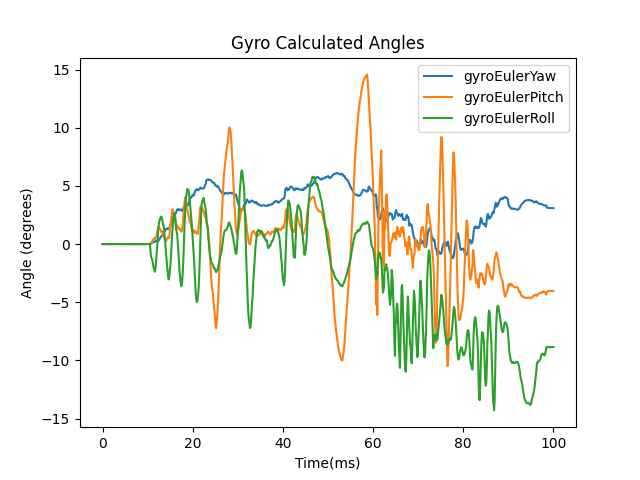 Gyro Calculated Angles
gyroEulerYaw
gyroEulerPitch
gyroEulerRoll
Angle (degrees)
15
10
5
0
−5
−10
−15
0 20 40 60 80 100
Time(ms)